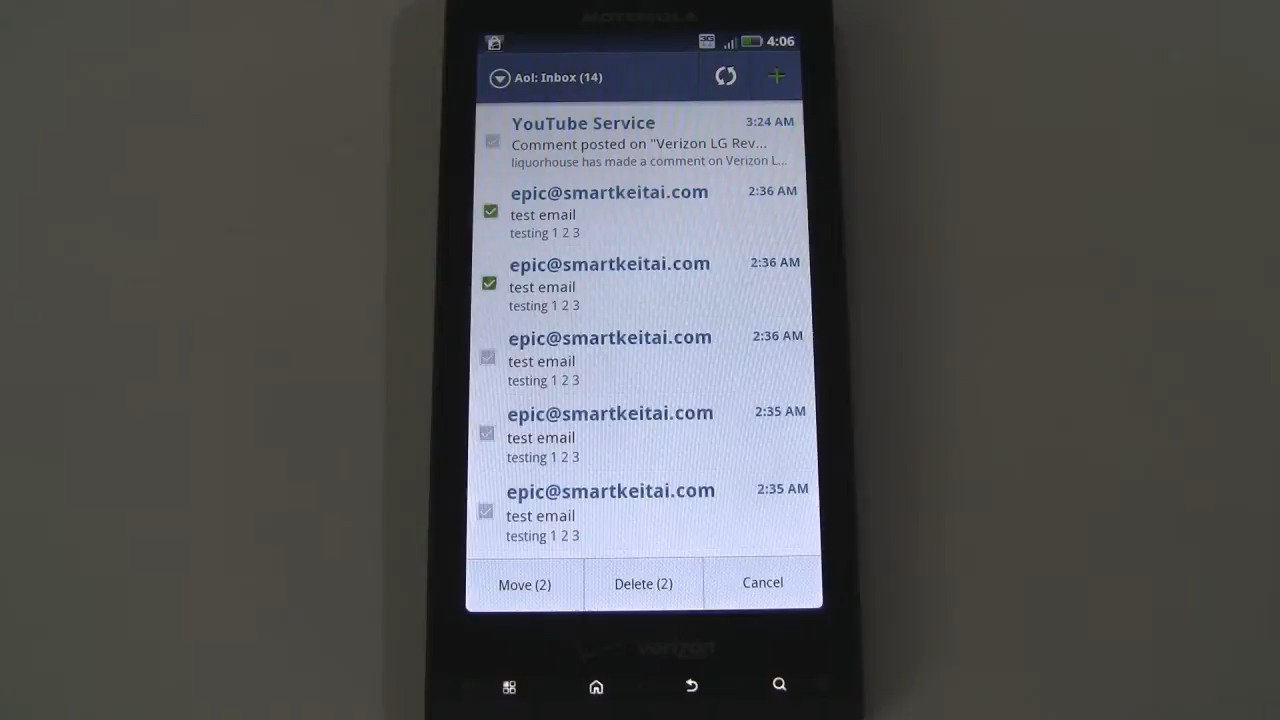 MOTOROLA
3G
4:06
Aol: Inbox (14)
YouTube Service 3:24 AM
Comment posted on "Verizon LG Rev...
liquorhouse has made a comment on Verizon L...
epic@smartkeitai.com 2:36 AM
test email
testing 1 2 3
epic@smartkeitai.com 2:36 AM
test email
testing 1 2 3
epic@smartkeitai.com 2:36 AM
test email
testing 1 2 3
epic@smartkeitai.com 2:35 AM
test email
testing 1 2 3
epic@smartkeitai.com 2:35 AM
test email
testing 1 2 3
Move (2) Delete (2) Cancel
verizon